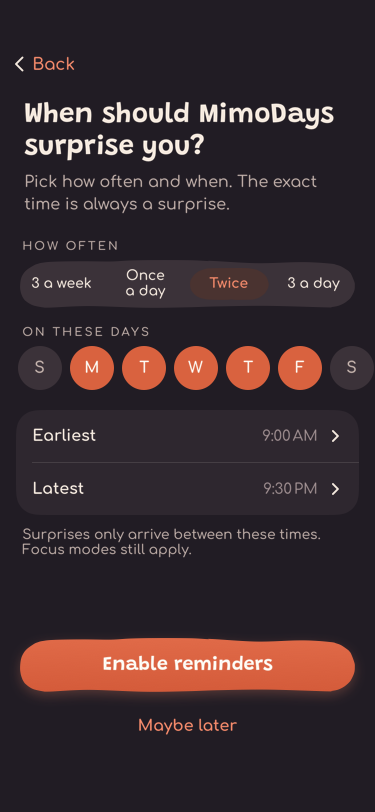 Back
When should MimoDays
surprise you?
Pick how often and when. The exact
time is always a surprise.
HOW OFTEN
3 a week Once a day Twice 3 a day
ON THESE DAYS
S M T W T F S
Earliest 9:00 AM
Latest 9:30 PM
Surprises only arrive between these times.
Focus modes still apply.
Enable reminders
Maybe later